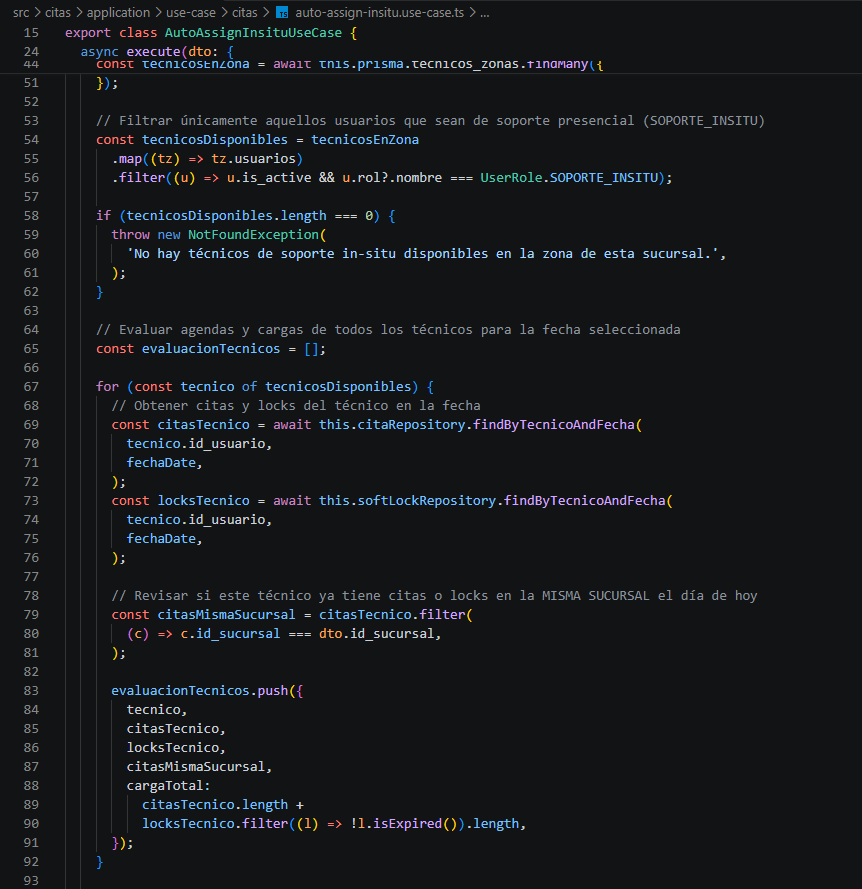 src > citas > application > use-case > citas > TS auto-assign-insitu.use-case.ts > ...
15 export class AutoAssignInsituUseCase {
24 async execute(dto: {
44 const tecnicosEnZona = await this.prisma.tecnicos_zonas.findMany({
51 });
52
53 // Filtrar únicamente aquellos usuarios que sean de soporte presencial (SOPORTE_INSITU)
54 const tecnicosDisponibles = tecnicosEnZona
55 .map((tz) => tz.usuarios)
56 .filter((u) => u.is_active && u.rol?.nombre === UserRole.SOPORTE_INSITU);
57
58 if (tecnicosDisponibles.length === 0) {
59 throw new NotFoundException(
60 'No hay técnicos de soporte in-situ disponibles en la zona de esta sucursal.',
61 );
62 }
63
64 // Evaluar agendas y cargas de todos los técnicos para la fecha seleccionada
65 const evaluacionTecnicos = [];
66
67 for (const tecnico of tecnicosDisponibles) {
68 // Obtener citas y locks del técnico en la fecha
69 const citasTecnico = await this.citaRepository.findByTecnicoAndFecha(
70 tecnico.id_usuario,
71 fechaDate,
72 );
73 const locksTecnico = await this.softLockRepository.findByTecnicoAndFecha(
74 tecnico.id_usuario,
75 fechaDate,
76 );
77
78 // Revisar si este técnico ya tiene citas o locks en la MISMA SUCURSAL el día de hoy
79 const citasMismaSucursal = citasTecnico.filter(
80 (c) => c.id_sucursal === dto.id_sucursal,
81 );
82
83 evaluacionTecnicos.push({
84 tecnico,
85 citasTecnico,
86 locksTecnico,
87 citasMismaSucursal,
88 cargaTotal:
89 citasTecnico.length +
90 locksTecnico.filter((l) => !l.isExpired()).length,
91 });
92 }
93